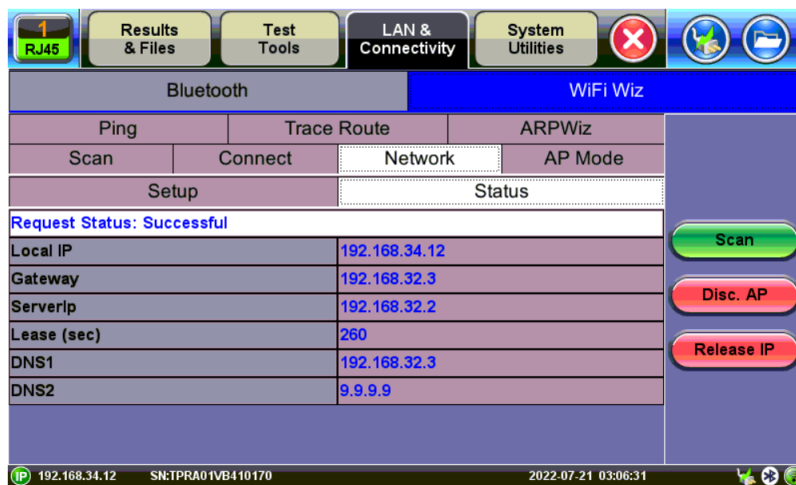 1
RJ45
Results
& Files
Test
Tools
LAN &
Connectivity
System
Utilities
Bluetooth
WiFi Wiz
Ping
Trace Route
ARPWiz
Scan
Connect
Network
AP Mode
Setup
Status
Request Status: Successful
Local IP 192.168.34.12
Gateway 192.168.32.3
ServerIp 192.168.32.2
Lease (sec) 260
DNS1 192.168.32.3
DNS2 9.9.9.9
Scan
Disc. AP
Release IP
IP 192.168.34.12 SN:TPRA01VB410170 2022-07-21 03:06:31